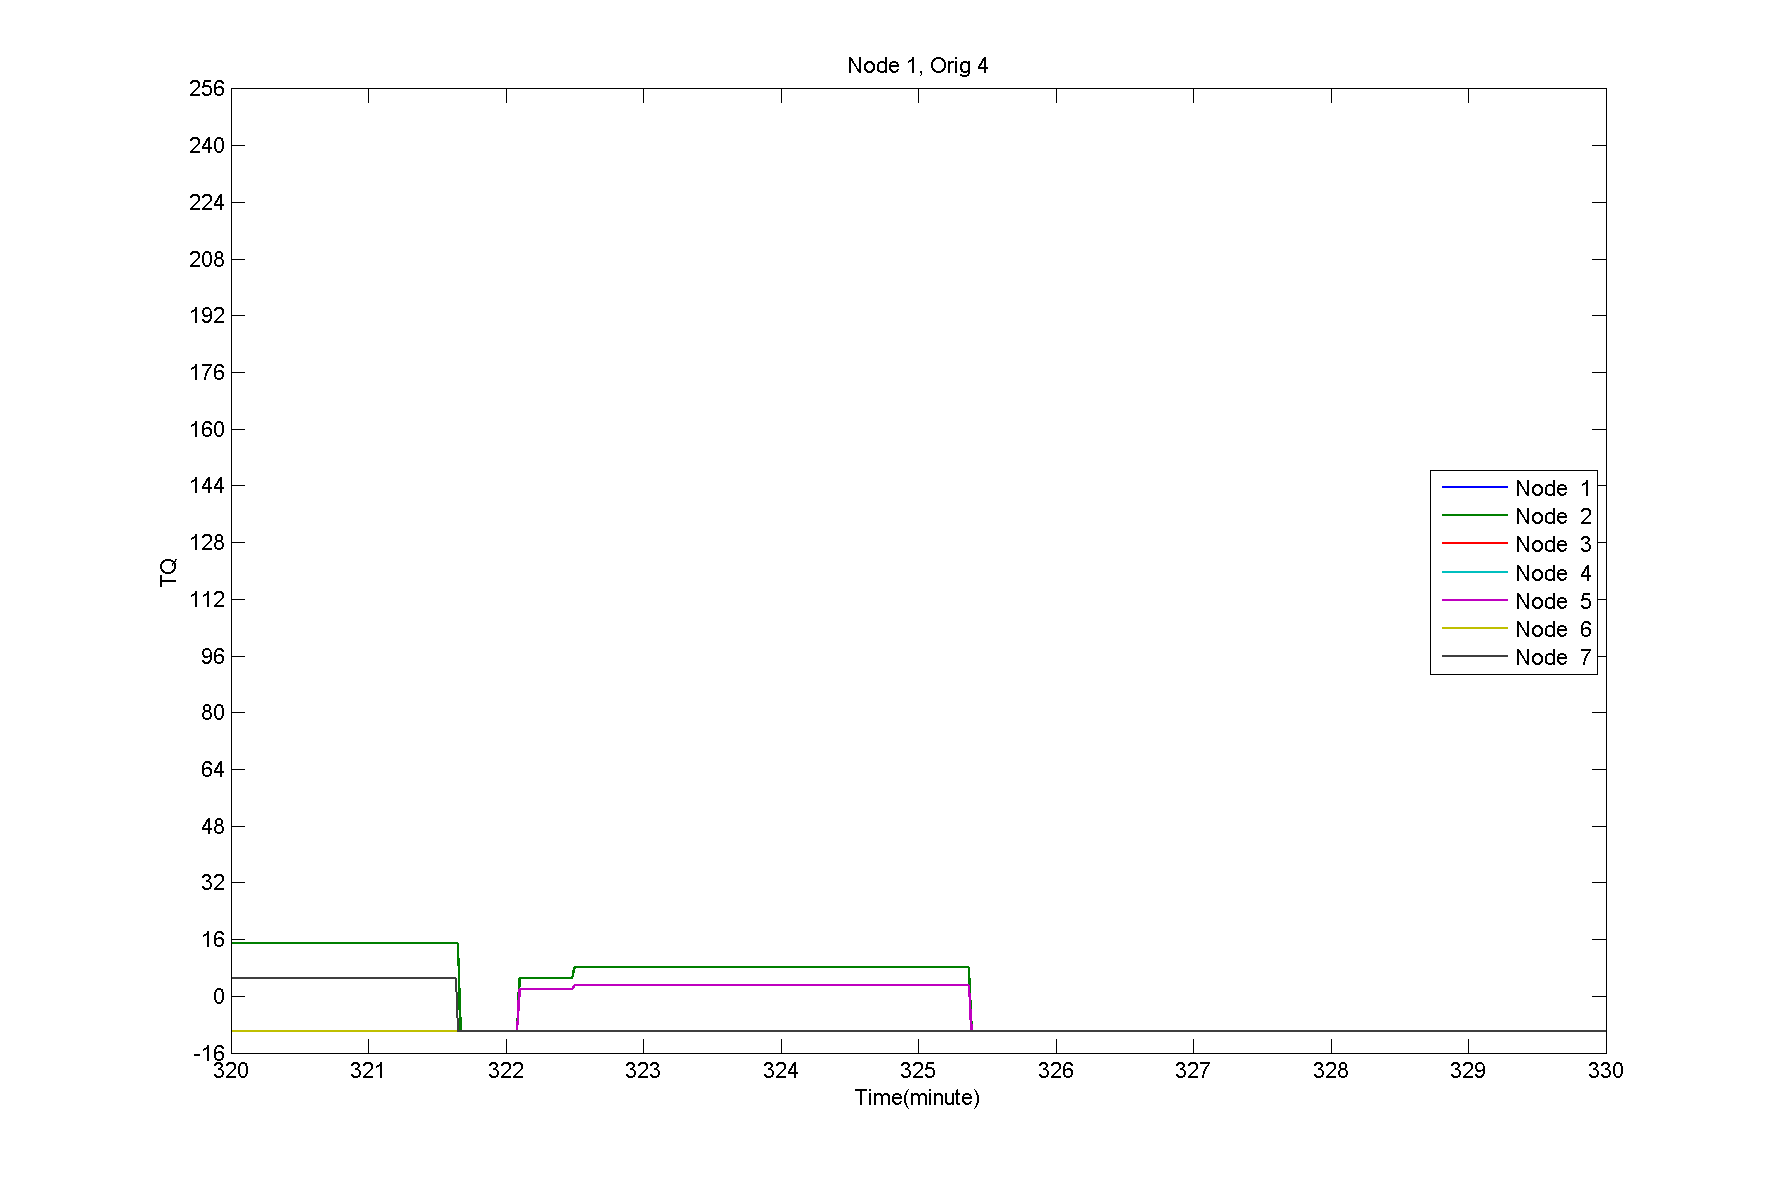 Node 1, Orig 4
256
240
224
208
192
176
160
144
128
112
96
80
64
48
32
16
0
-16
TQ
Node 1
Node 2
Node 3
Node 4
Node 5
Node 6
Node 7
320 321 322 323 324 325 326 327 328 329 330
Time(minute)